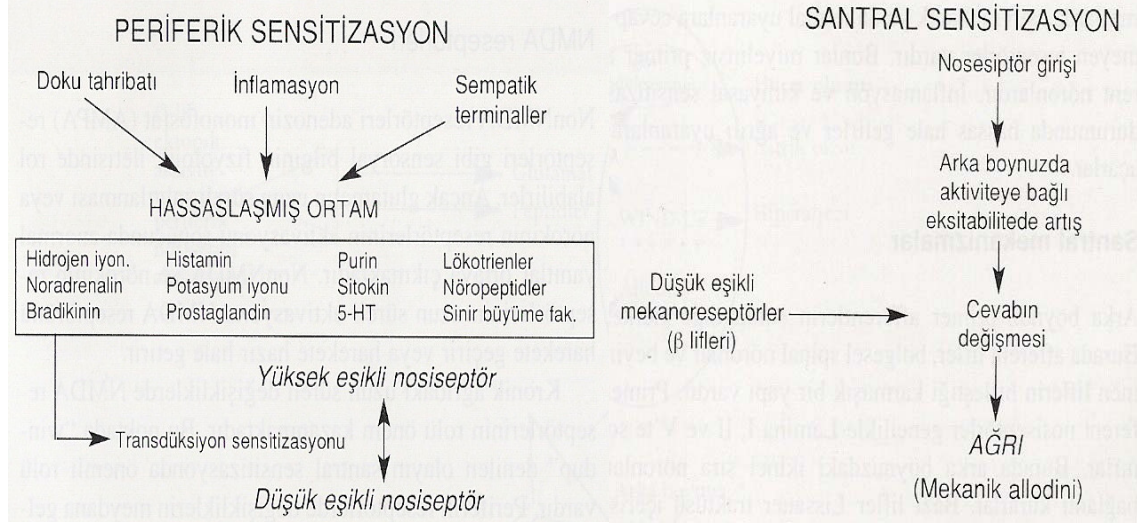 PERİFERİK SENSİTİZASYON
Doku tahribatı
İnflamasyon
Sempatik
terminaller
HASSASLAŞMIŞ ORTAM
Hidrojen iyon. Histamin Purin Lökotrienler
Noradrenalin Potasyum iyonu Sitokin Nöropeptidler
Bradikinin Prostaglandin 5-HT Sinir büyüme fak.
Yüksek eşikli nosiseptör
Transdüksiyon sensitizasyonu
Düşük eşikli nosiseptör
SANTRAL SENSİTİZASYON
Nosesiptör girişi
Arka boynuzda
aktiviteye bağlı
eksitabilitede artış
Düşük eşikli
mekanoreseptörler
(β lifleri)
Cevabın
değişmesi
AĞRI
(Mekanik allodini)